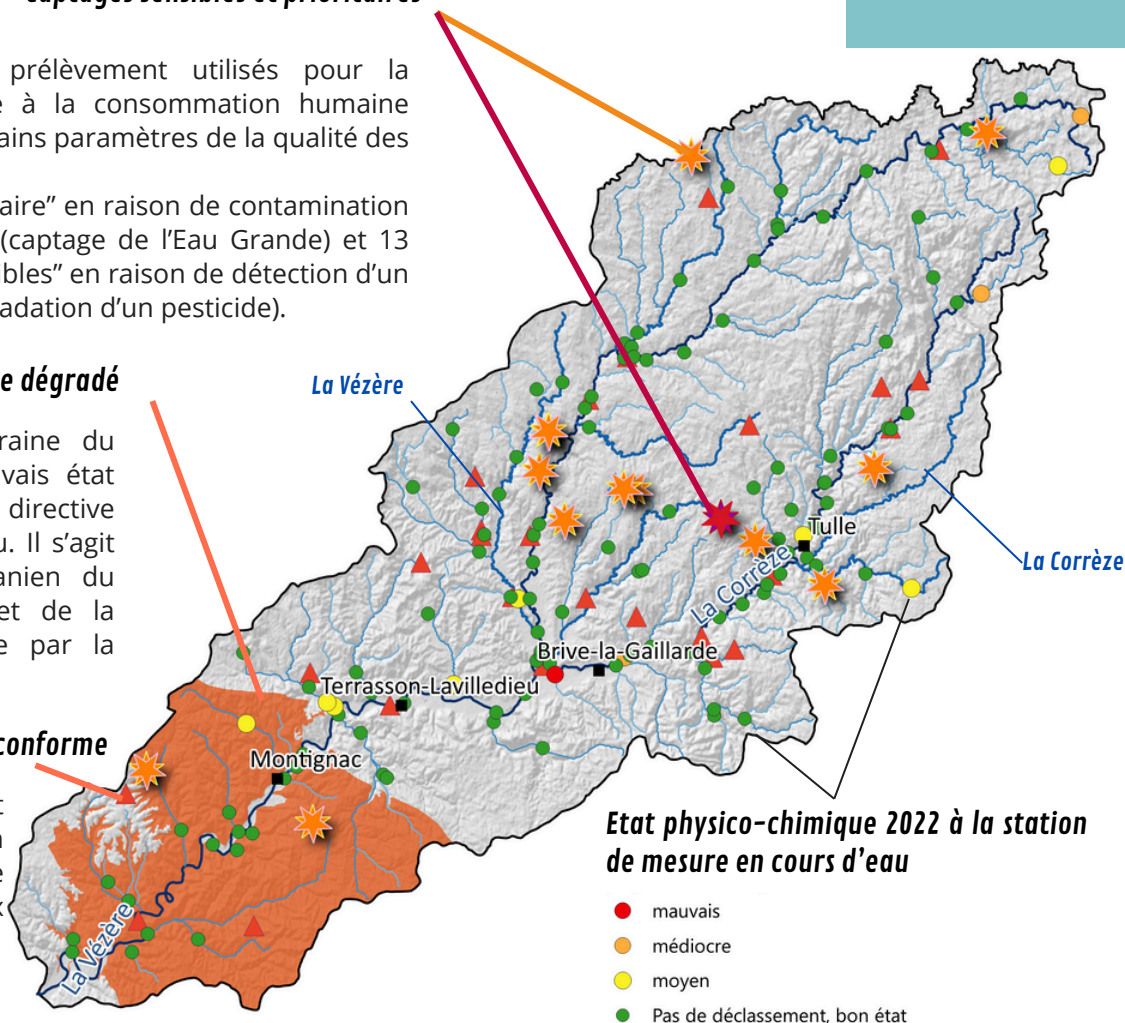 captages sensibles et prioritaires
prélèvement utilisés pour la
à la consommation humaine
ains paramètres de la qualité des
aire” en raison de contamination
(captage de l’Eau Grande) et 13
ibles” en raison de détection d’un
adation d’un pesticide).
e dégradé
raine du
vais état
directive
u. Il s’agit
anien du
et de la
e par la
conforme
La Vézère
Tulle
La Corrèze
La Corrèze
Brive-la-Gaillarde
Terrasson-Lavilledieu
Montignac
La Vézère
Etat physico-chimique 2022 à la station
de mesure en cours d’eau
mauvais
médiocre
moyen
Pas de déclassement, bon état